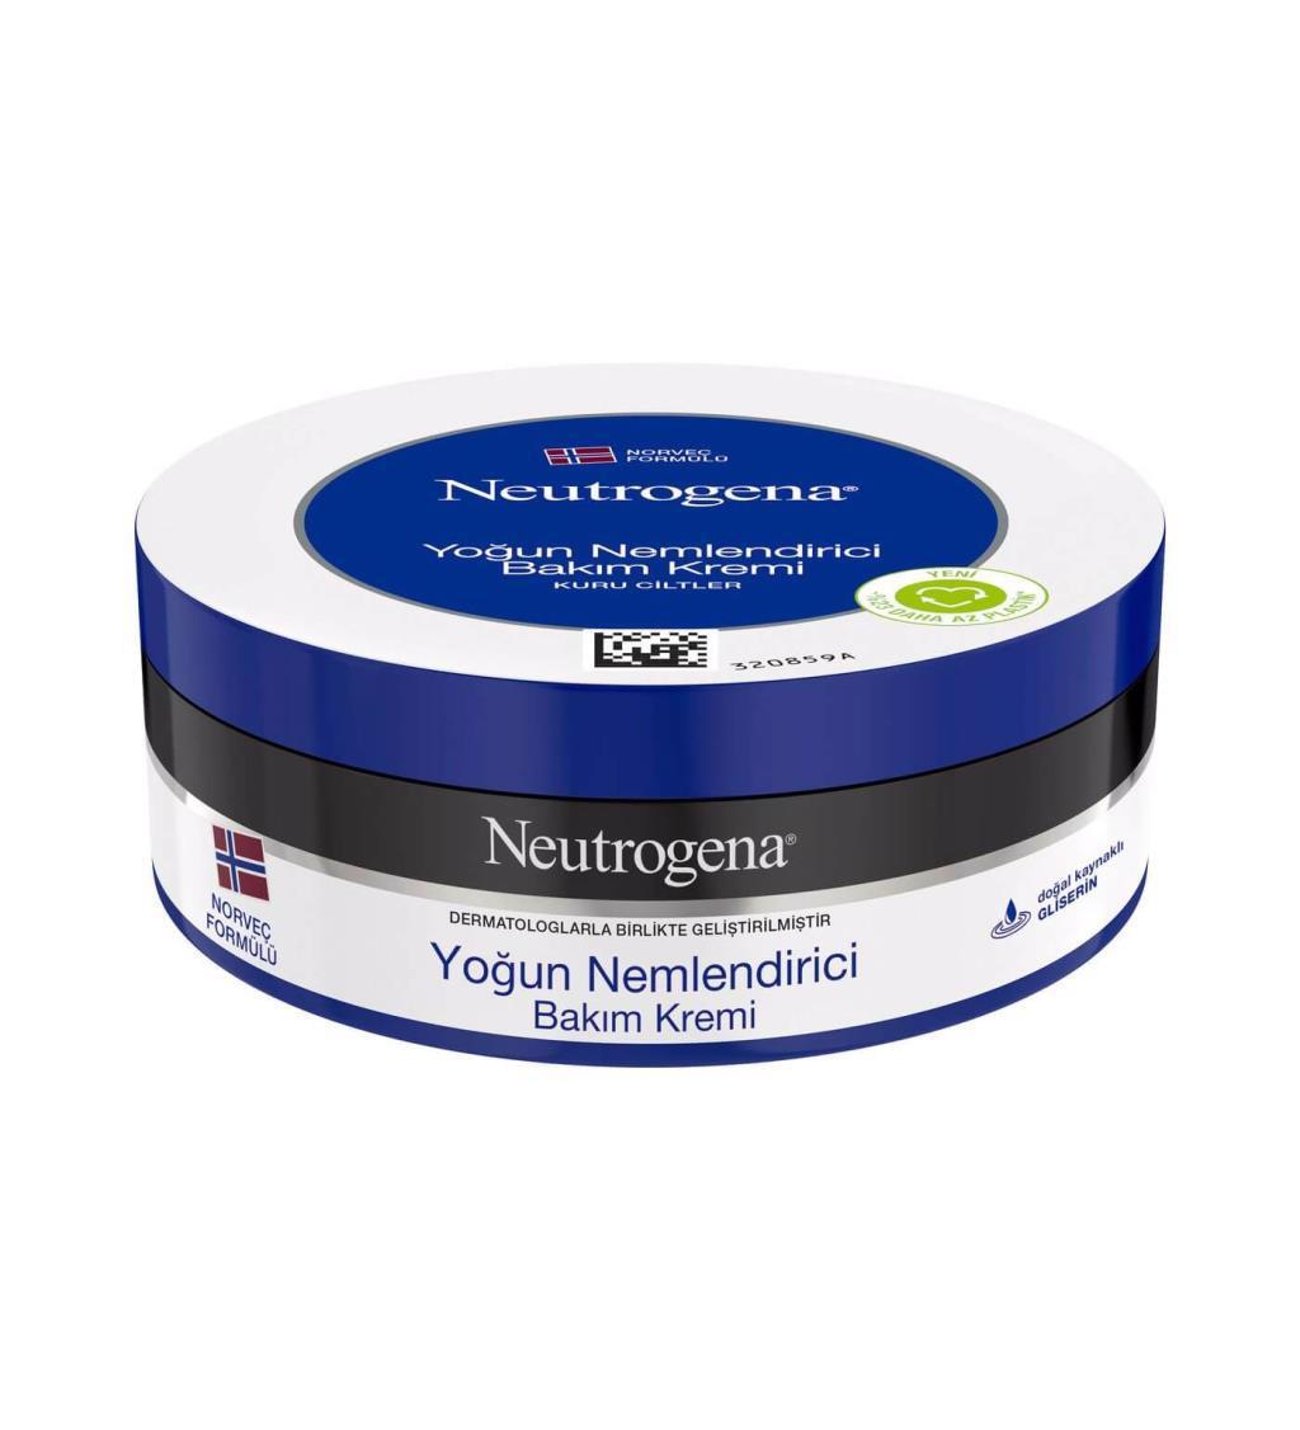 NORVEÇ
FORMÜLÜ
Neutrogena®
Yoğun Nemlendirici
Bakım Kremi
KURU CİLTLER
YENİ
%23 DAHA AZ PLASTİK*
320859A
Neutrogena®
NORVEÇ
FORMÜLÜ
DERMATOLOGLARLA BİRLİKTE GELİŞTİRİLMİŞTİR
Yoğun Nemlendirici
Bakım Kremi
doğal kaynaklı
GLİSERİN